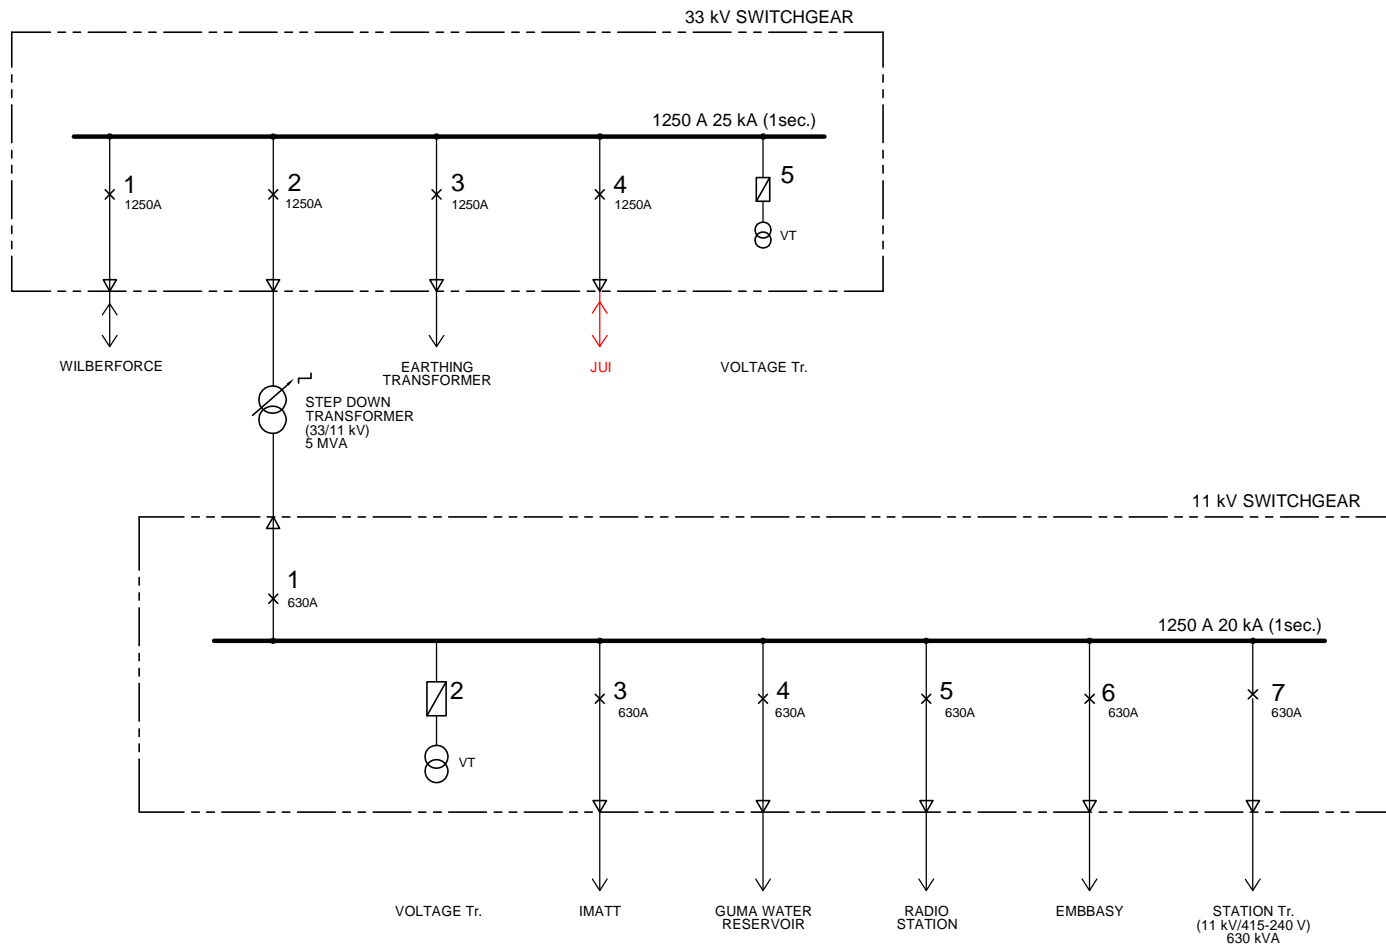 33 kV SWITCHGEAR
1250 A 25 kA (1sec.)
1
1250A
2
1250A
3
1250A
4
1250A
5
VT
WILBERFORCE
EARTHING
TRANSFORMER
JUI
VOLTAGE Tr.
STEP DOWN
TRANSFORMER
(33/11 kV)
5 MVA
11 kV SWITCHGEAR
1
630A
1250 A 20 kA (1sec.)
2
VT
3
630A
4
630A
5
630A
6
630A
7
630A
VOLTAGE Tr.
IMATT
GUMA WATER
RESERVOIR
RADIO
STATION
EMBBASY
STATION Tr.
(11 kV/415-240 V)
630 kVA